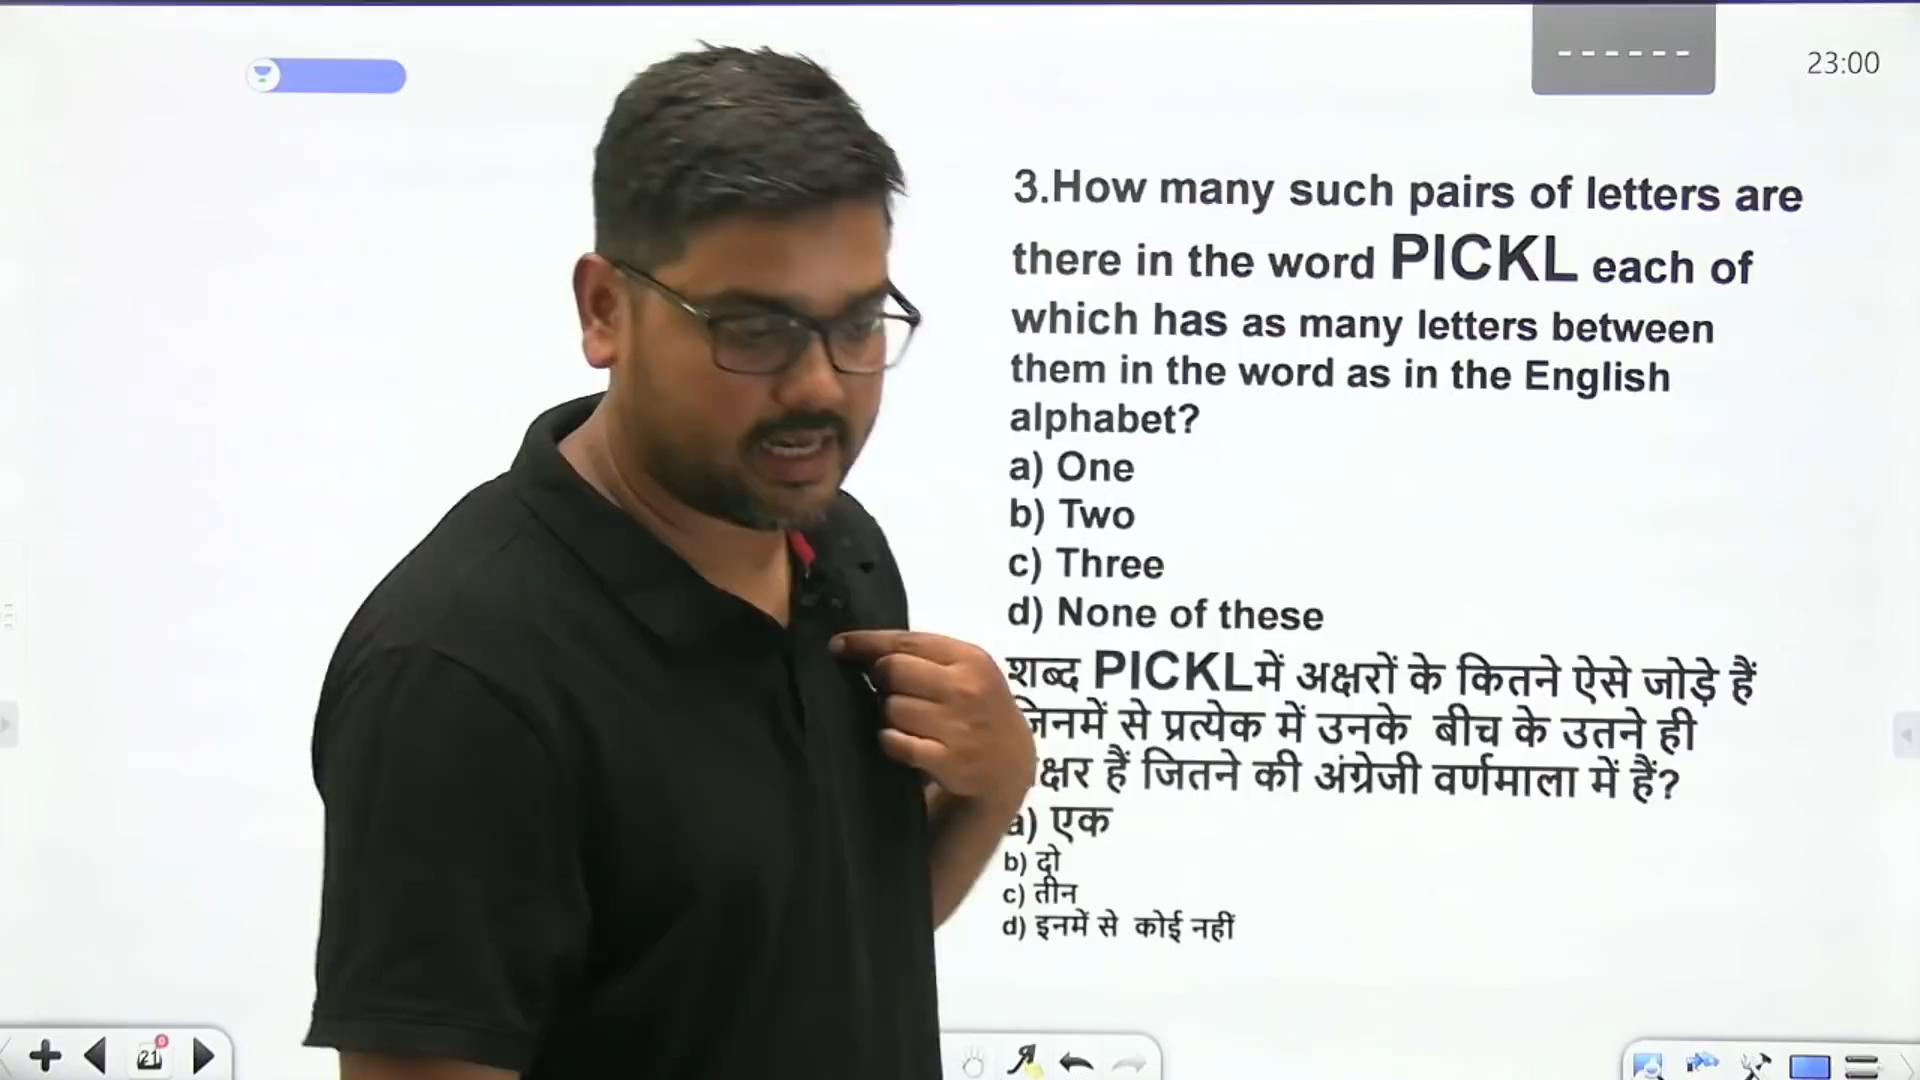 23:00
3.How many such pairs of letters are
there in the word PICKL each of
which has as many letters between
them in the word as in the English
alphabet?
a) One
b) Two
c) Three
d) None of these
शब्द PICKLमें अक्षरों के कितने ऐसे जोड़े हैं
जिनमें से प्रत्येक में उनके बीच के उतने ही
क्षर हैं जितने की अंग्रेजी वर्णमाला में हैं?
a) एक
b) दो
c) तीन
d) इनमें से कोई नहीं
21
0